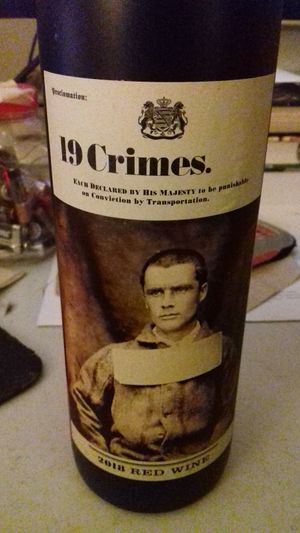 Proclamation:
19 Crimes.
EACH DECLARED BY HIS MAJESTY to be punishable
on Conviction by Transportation.
2018 RED WINE